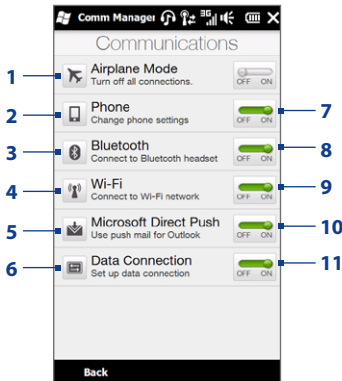 Comm Manager 3G
Communications
1 Airplane Mode
Turn off all connections. OFF ON
2 Phone 7
Change phone settings OFF ON
3 Bluetooth 8
Connect to Bluetooth headset OFF ON
4 Wi-Fi 9
Connect to Wi-Fi network OFF ON
5 Microsoft Direct Push 10
Use push mail for Outlook OFF ON
6 Data Connection 11
Set up data connection OFF ON
Back